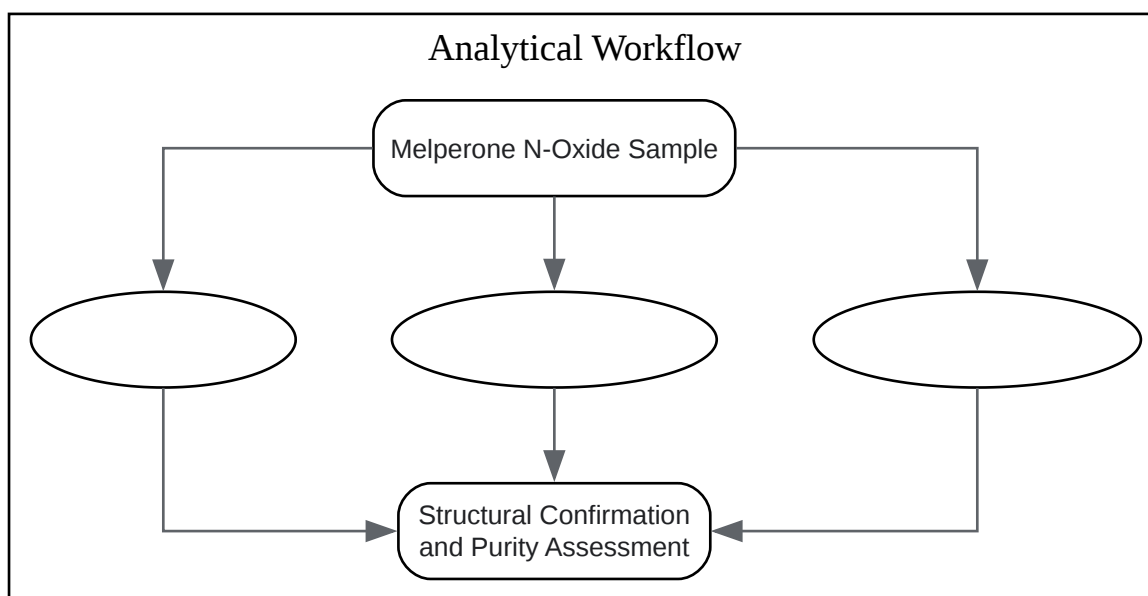 Analytical Workflow
Melperone N-Oxide Sample
Structural Confirmation
and Purity Assessment